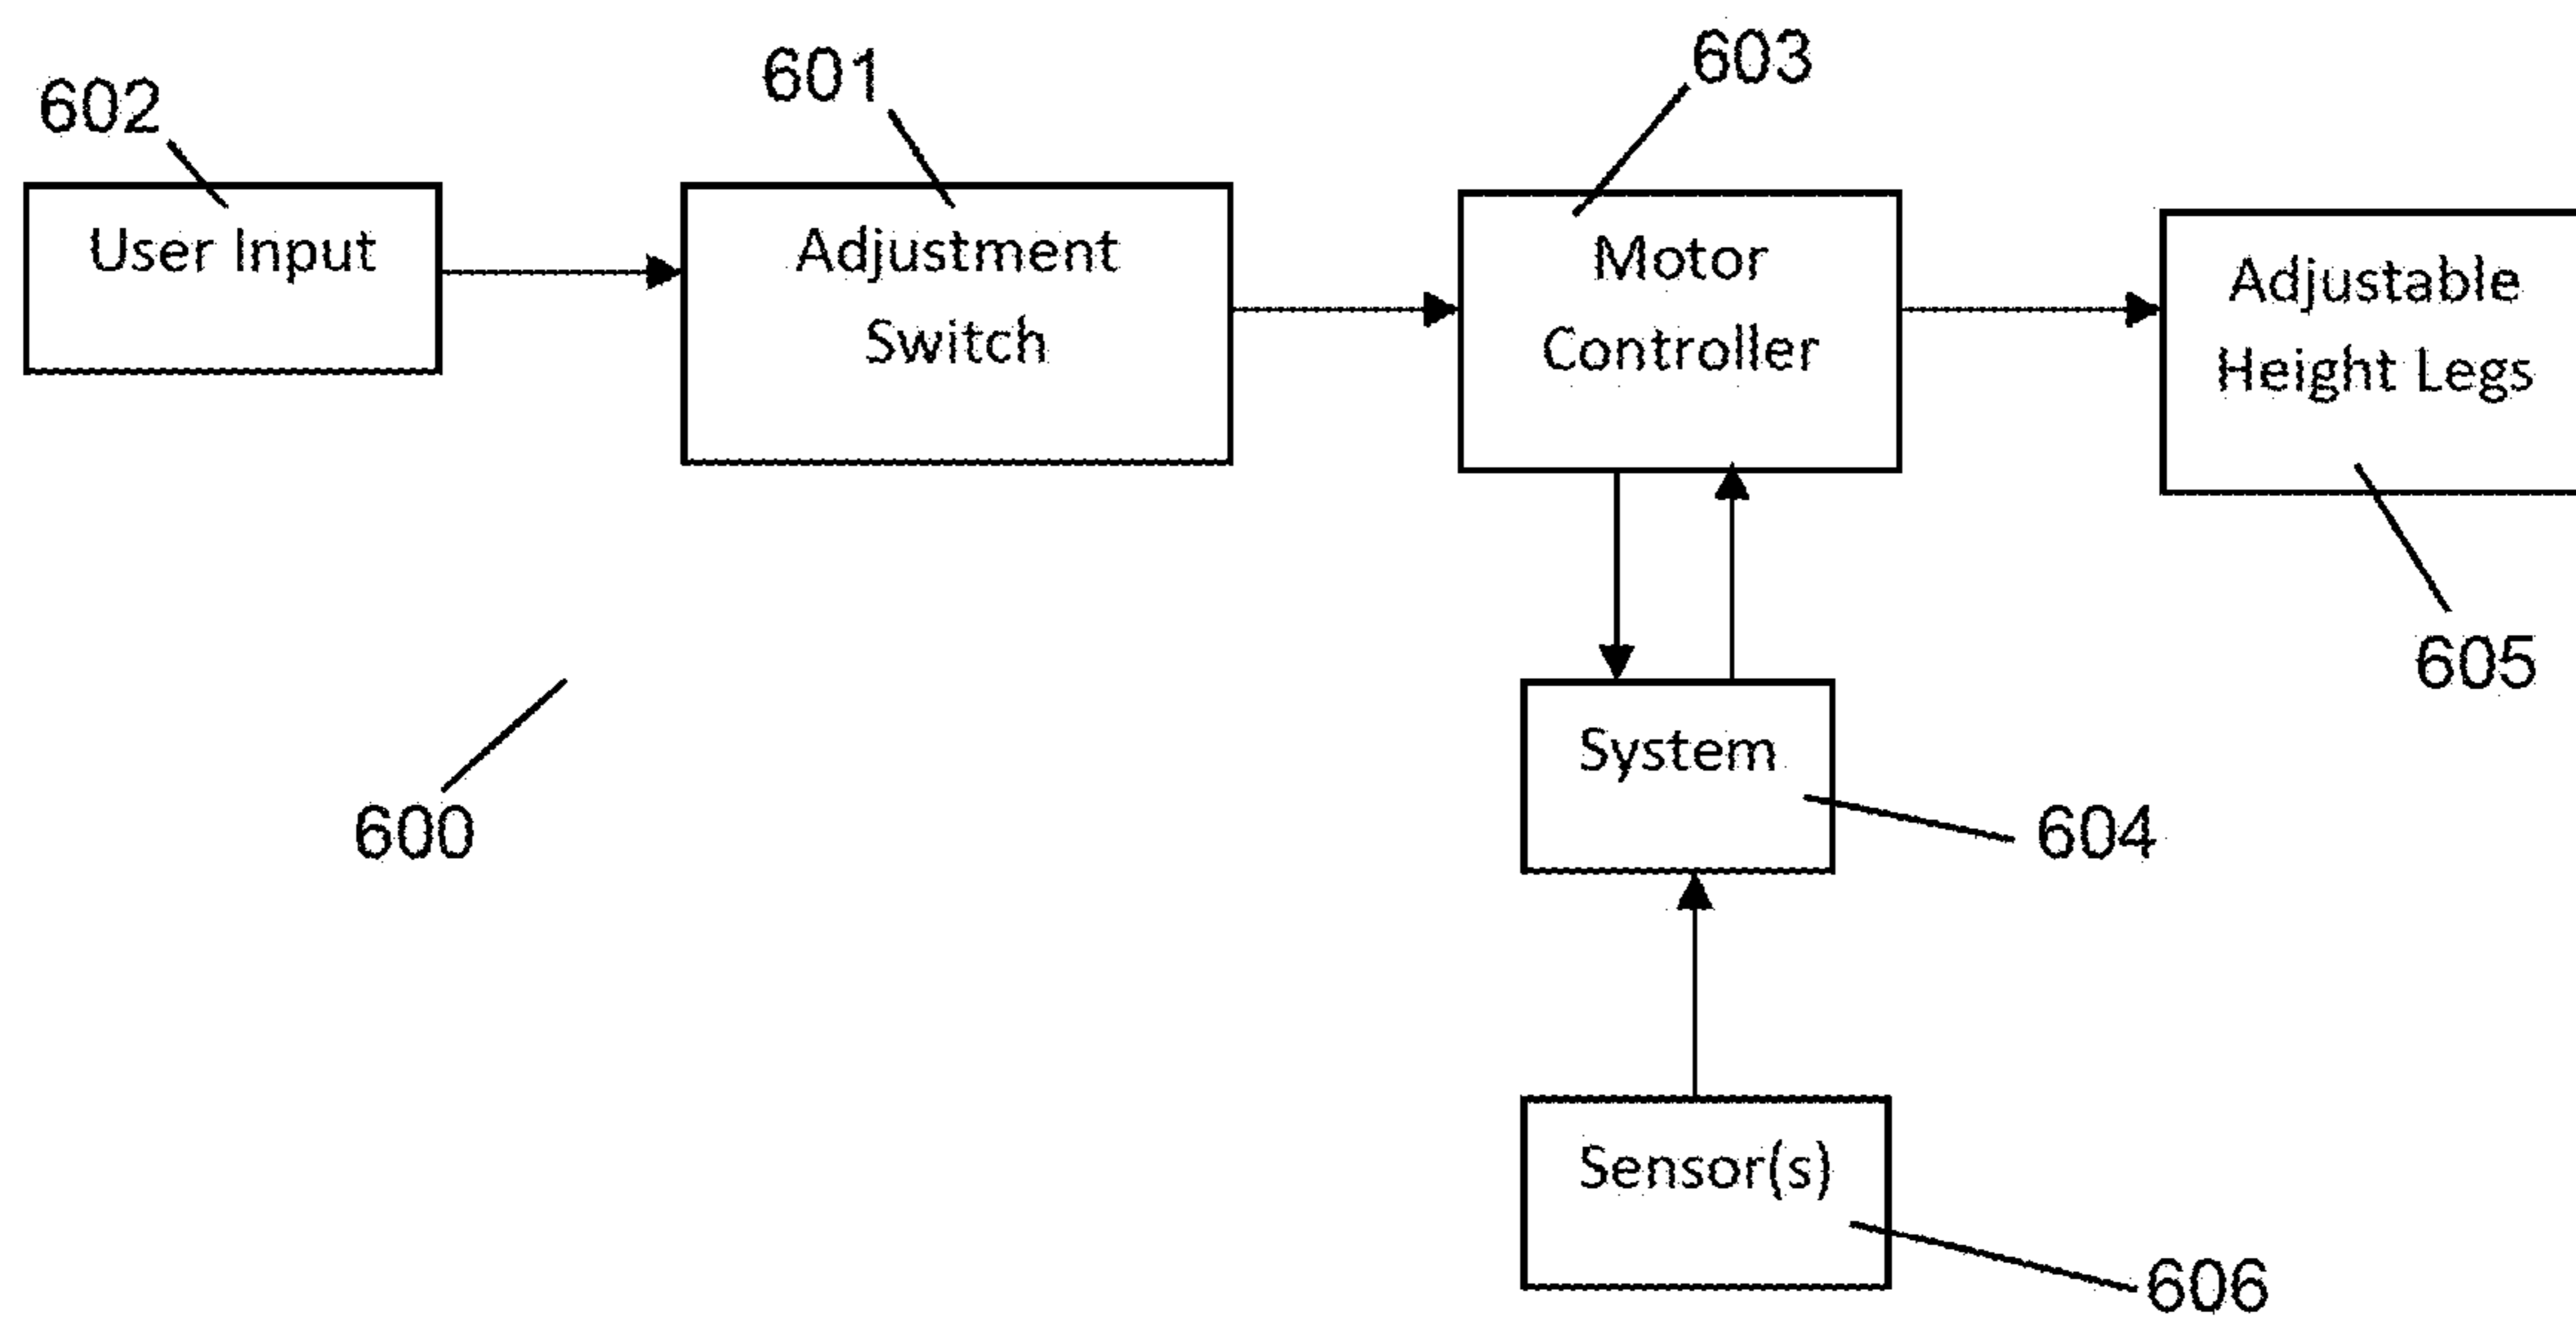 602
601
603
User Input
Adjustment
Switch
Motor
Controller
Adjustable
Height Legs
605
600
System
604
Sensor(s)
606